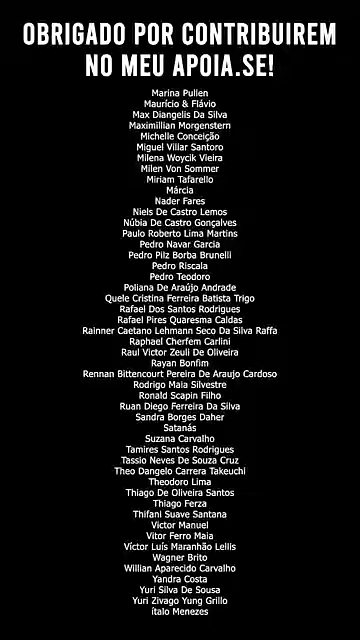 OBRIGADO POR CONTRIBUIREM
NO MEU APOIA.SE!
Marina Pullen
Maurício & Flávio
Max Diangelis Da Silva
Maximillian Morgenstern
Michelle Conceição
Miguel Villar Santoro
Milena Woycik Vieira
Milen Von Sommer
Miriam Tafarello
Márcia
Nader Fares
Niels De Castro Lemos
Núbia De Castro Gonçalves
Paulo Roberto Lima Martins
Pedro Navar Garcia
Pedro Pilz Borba Brunelli
Pedro Riscala
Pedro Teodoro
Poliana De Araújo Andrade
Quele Cristina Ferreira Batista Trigo
Rafael Dos Santos Rodrigues
Rafael Pires Quaresma Caldas
Rainner Caetano Lehmann Seco Da Silva Raffa
Raphael Cherfem Carlini
Raul Victor Zeuli De Oliveira
Rayan Bonfim
Rennan Bittencourt Pereira De Araujo Cardoso
Rodrigo Maia Silvestre
Ronald Scapin Filho
Ruan Diego Ferreira Da Silva
Sandra Borges Daher
Satanás
Suzana Carvalho
Tamires Santos Rodrigues
Tassio Neves De Souza Cruz
Theo Dangelo Carrera Takeuchi
Theodoro Lima
Thiago De Oliveira Santos
Thiago Ferza
Thifani Suave Santana
Victor Manuel
Vitor Ferro Maia
Víctor Luís Maranhão Lellis
Wagner Brito
Willian Aparecido Carvalho
Yandra Costa
Yuri Silva De Sousa
Yuri Zivago Yung Grillo
ítalo Menezes